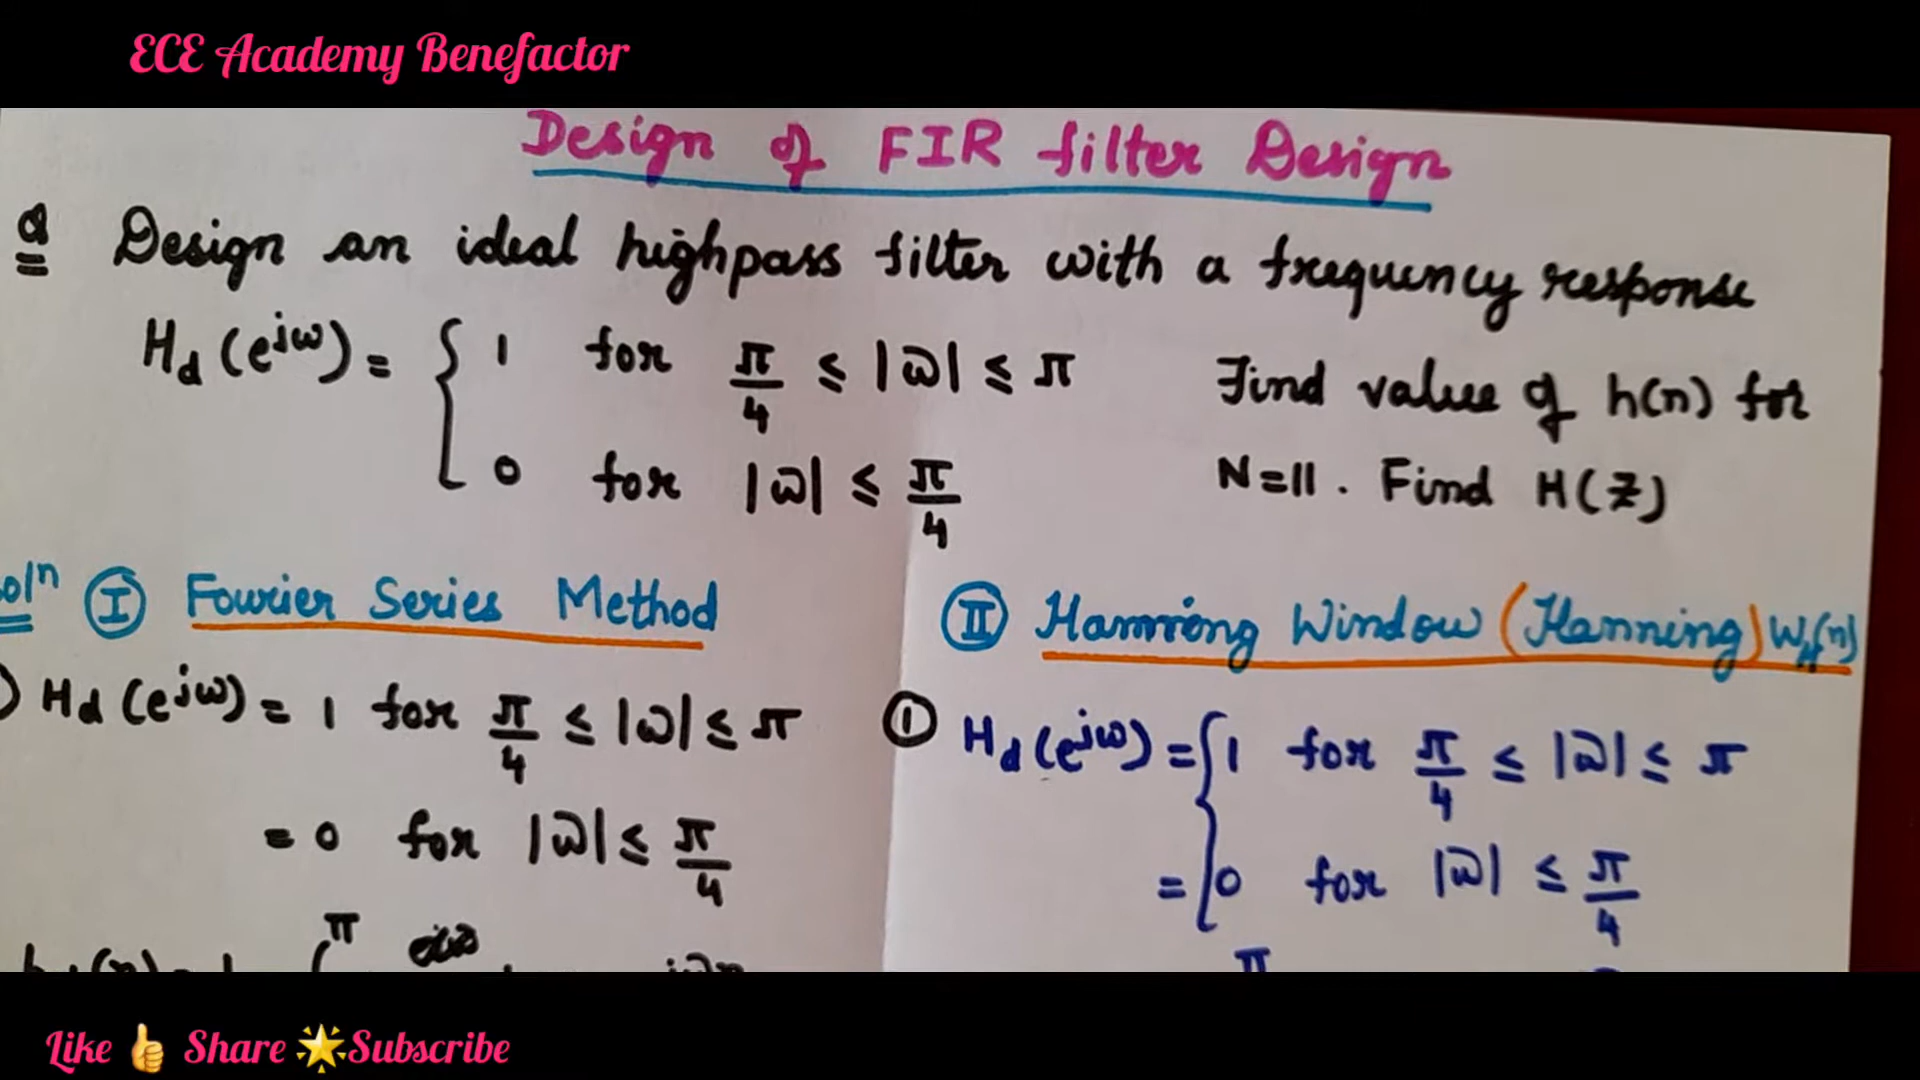 ECE Academy Benefactor
Design of FIR filter Design
Q Design an ideal highpass filter with a frequency response
Hd(e^jω) = { 1 for π/4 ≤ |ω| ≤ π
0 for |ω| ≤ π/4
Find value of h(n) for
N=11. Find H(Z)
olⁿ I Fourier Series Method
Hd(e^jω) = 1 for π/4 ≤ |ω| ≤ π
= 0 for |ω| ≤ π/4
π
II Window (Hanning) WH(n)
1 Hd(e^jω) = { 1 for π/4 ≤ |ω| ≤ π
= 0 for |ω| ≤ π/4
π
Like 👍 Share 🌟Subscribe